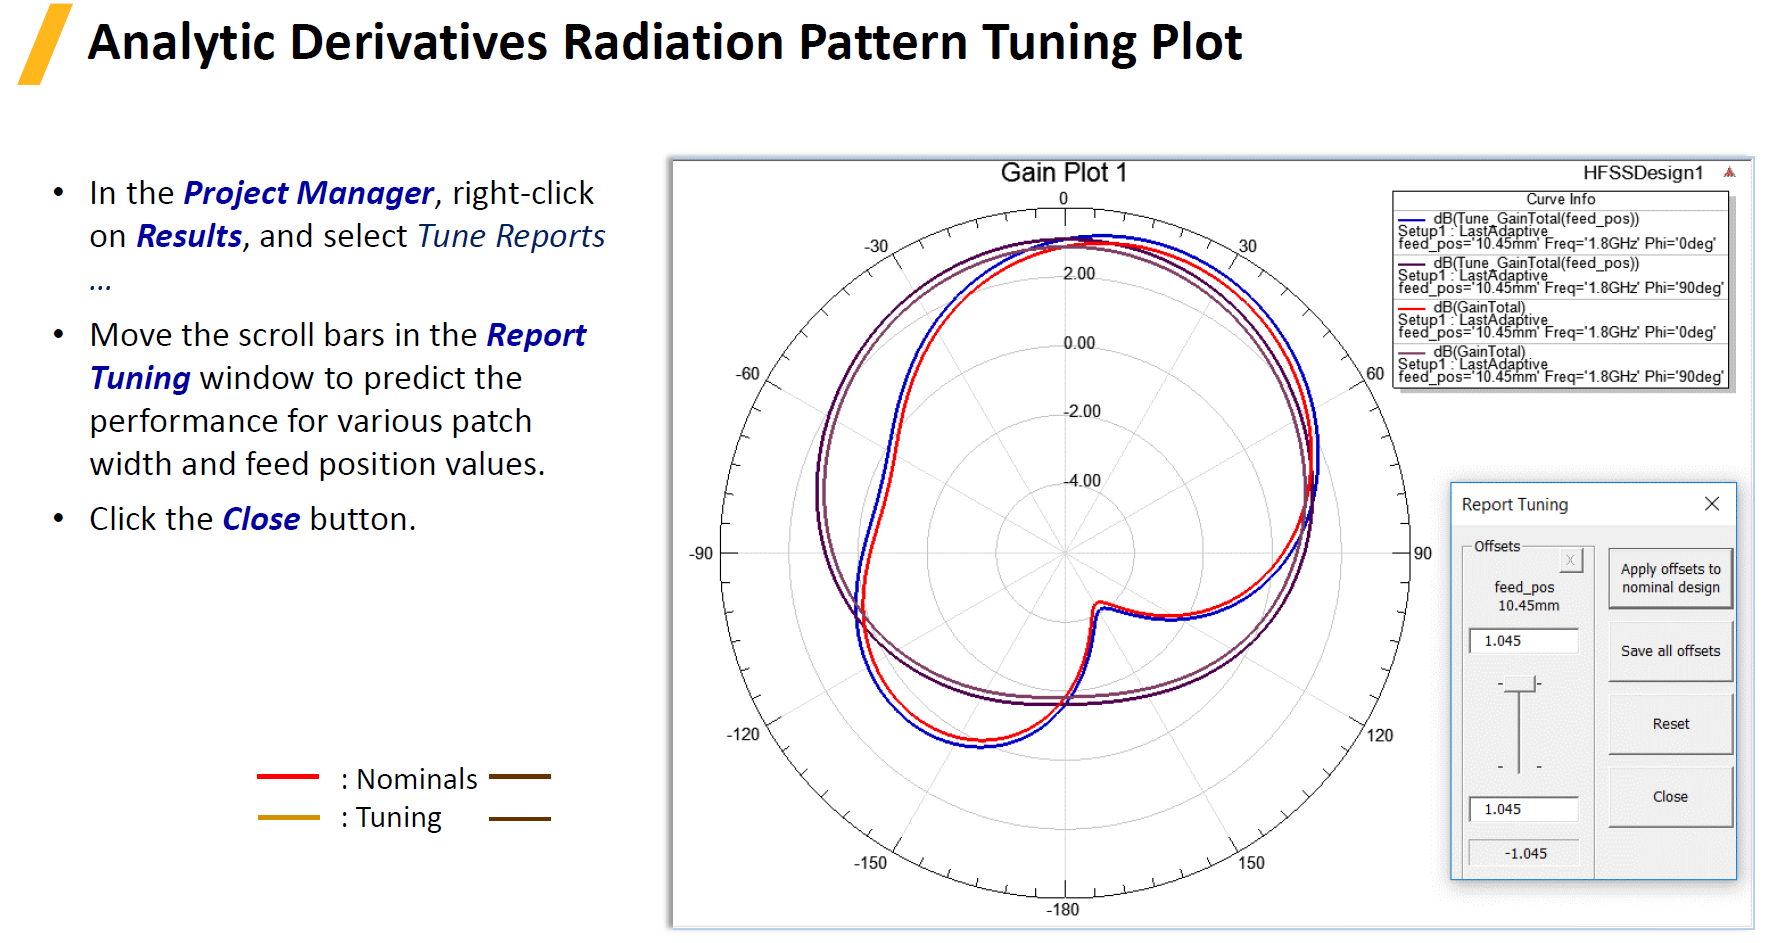 Analytic Derivatives Radiation Pattern Tuning Plot
• In the Project Manager, right-click
on Results, and select Tune Reports
...
• Move the scroll bars in the Report
Tuning window to predict the
performance for various patch
width and feed position values.
• Click the Close button.
: Nominals
: Tuning
Gain Plot 1
HFSSDesign1
Curve Info
dB(Tune_GainTotal(feed_pos))
Setup1 : LastAdaptive
feed_pos='10.45mm' Freq='1.8GHz' Phi='0deg'
dB(Tune_GainTotal(feed_pos))
Setup1 : LastAdaptive
feed_pos='10.45mm' Freq='1.8GHz' Phi='90deg'
dB(GainTotal)
Setup1 : LastAdaptive
feed_pos='10.45mm' Freq='1.8GHz' Phi='0deg'
dB(GainTotal)
Setup1 : LastAdaptive
feed_pos='10.45mm' Freq='1.8GHz' Phi='90deg'
0
-30
30
2.00
0.00
-60
60
-2.00
-4.00
-90
90
-120
120
-150
150
-180
Report Tuning
X
Offsets
X
feed_pos
10.45mm
1.045
1.045
-1.045
Apply offsets to
nominal design
Save all offsets
Reset
Close